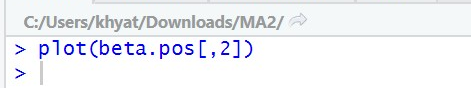 C:/Users/khyat/Downloads/MA2/
> plot(beta.pos[,2])
>